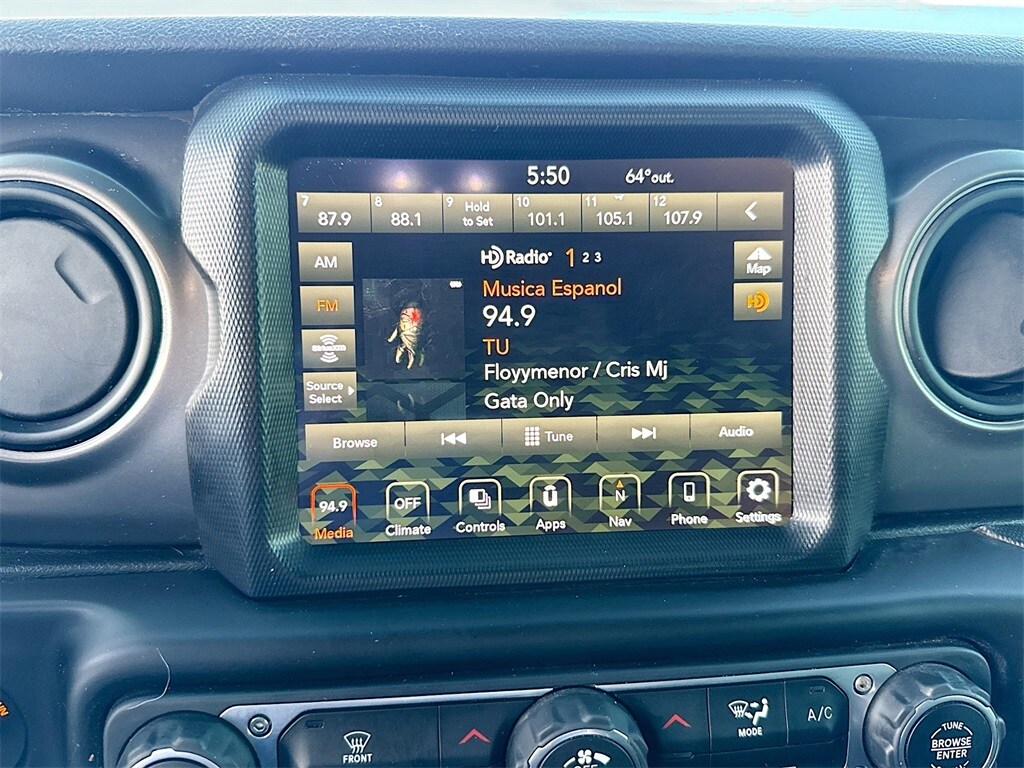 5:50 64°out.
7 87.9 8 88.1 9 Hold to Set 10 101.1 11 105.1 12 107.9
AM
FM
SiriusXM
Source
Select
HD Radio 1 2 3
Musica Espanol
94.9
TU
Floyymenor / Cris Mj
Gata Only
Map
HD
Browse Tune Audio
94.9 OFF N
Media Climate Controls Apps Nav Phone Settings
FRONT
OFF
MODE
A/C
TUNE
BROWSE
ENTER